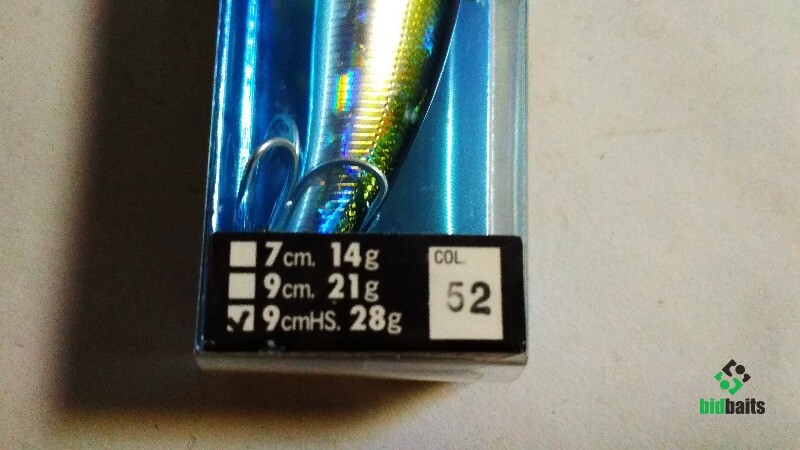 7cm. 14g
9cm. 21g
9cmHS. 28g
COL.
52
bidbaits